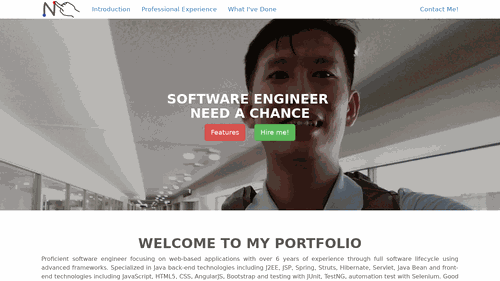 Introduction Professional Experience What I've Done Contact Me!
SOFTWARE ENGINEER
NEED A CHANCE
Features Hire me!
WELCOME TO MY PORTFOLIO
Proficient software engineer focusing on web-based applications with over 6 years of experience through full software lifecycle using
advanced frameworks. Specialized in Java back-end technologies including J2EE, JSP, Spring, Struts, Hibernate, Servlet, Java Bean and front-
end technologies including JavaScript, HTML5, CSS, AngularJS, Bootstrap and testing with JUnit, TestNG, automation test with Selenium. Good